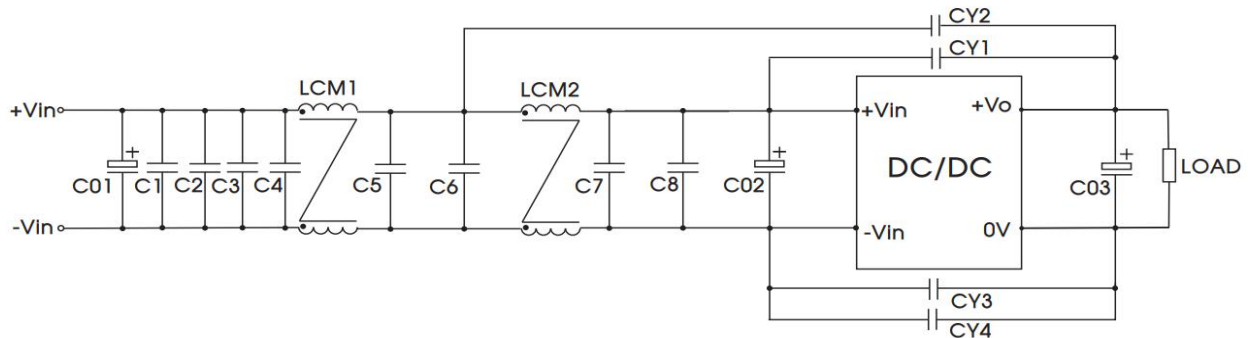 CY2
CY1
LCM1
LCM2
+Vin
+Vin
+Vo
+
+
+
DC/DC
LOAD
C01
C1
C2
C3
C4
C5
C6
C7
C8
C02
C03
-Vin
-Vin
0V
CY3
CY4